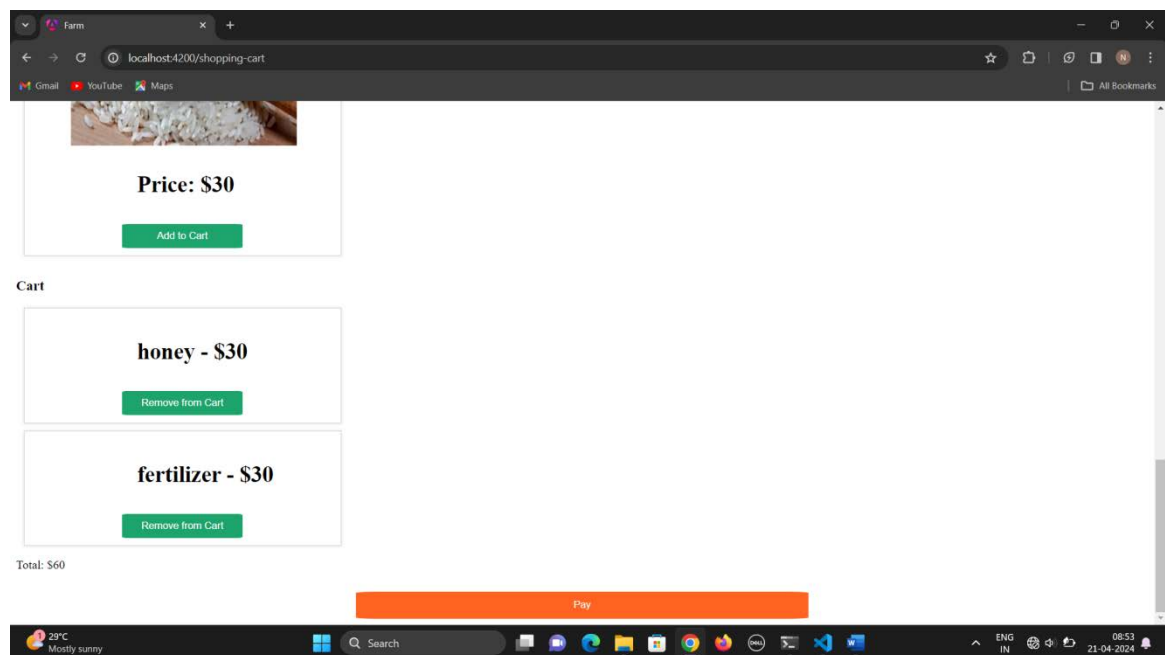 Farm
localhost:4200/shopping-cart
N
Gmail YouTube Maps All Bookmarks
Price: $30
Add to Cart
Cart
honey - $30
Remove from Cart
fertilizer - $30
Remove from Cart
Total: $60
Pay
1 29°C
Mostly sunny
Search
DELL
W
ENG
IN
08:53
21-04-2024